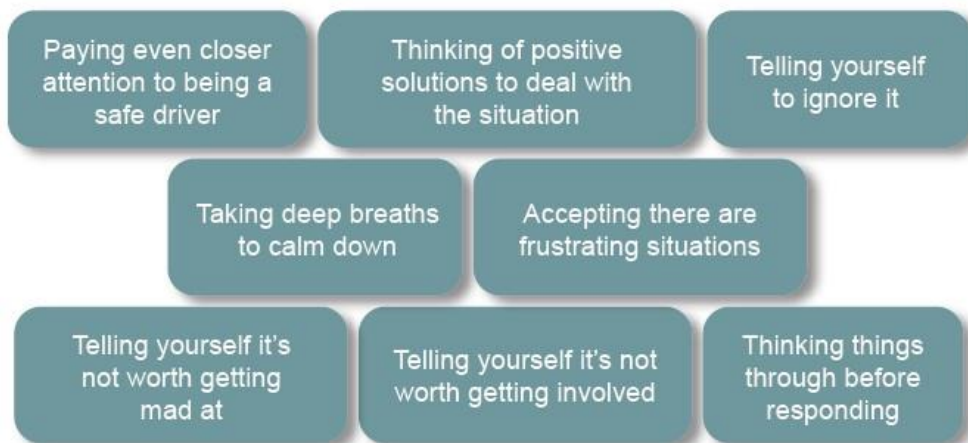 Paying even closer
attention to being a
safe driver
Thinking of positive
solutions to deal with
the situation
Telling yourself
to ignore it
Taking deep breaths
to calm down
Accepting there are
frustrating situations
Telling yourself it's
not worth getting
mad at
Telling yourself it's not
worth getting involved
Thinking things
through before
responding